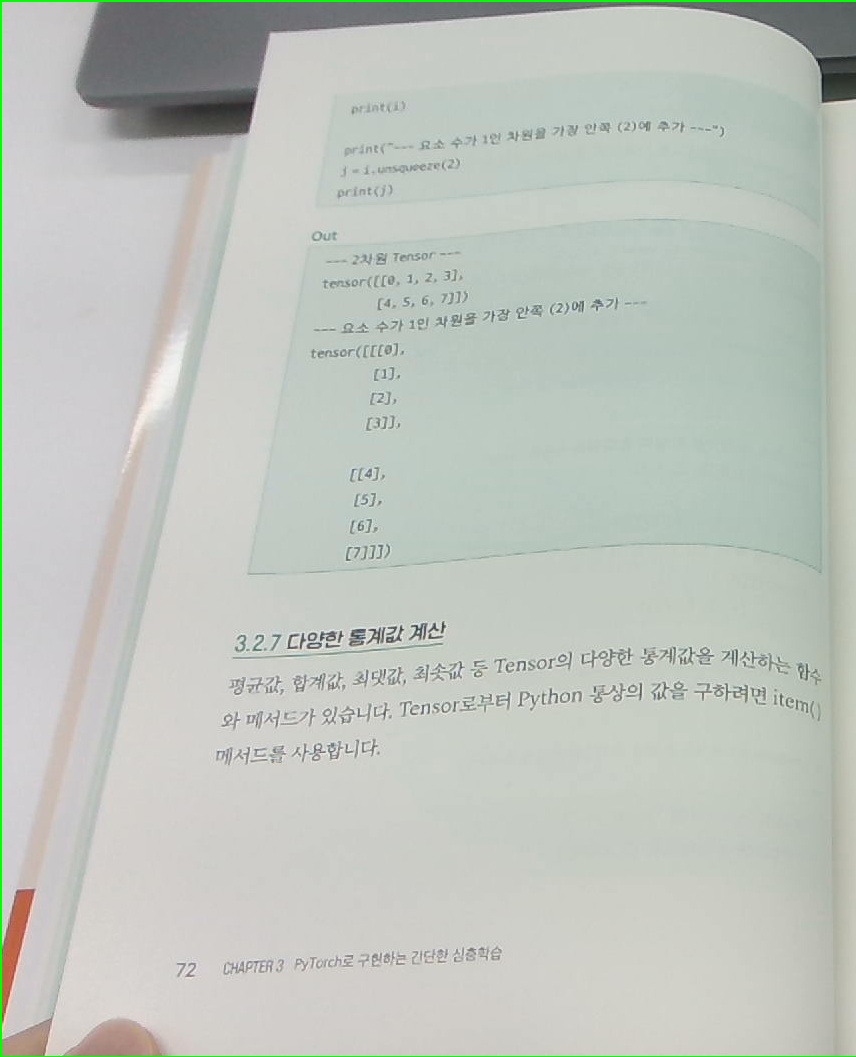 print(i)
print("--- 요소 수가 1인 차원을 가장 안쪽 (2)에 추가 ---")
j = i.unsqueeze(2)
print(j)
Out
--- 2차원 Tensor ---
tensor([[0, 1, 2, 3],
[4, 5, 6, 7]])
--- 요소 수가 1인 차원을 가장 안쪽 (2)에 추가 ---
tensor([[[0],
[1],
[2],
[3]],
[[4],
[5],
[6],
[7]]])
3.2.7 다양한 통계값 계산
평균값, 합계값, 최댓값, 최솟값 등 Tensor의 다양한 통계값을 계산하는 함수
와 메서드가 있습니다. Tensor로부터 Python 통상의 값을 구하려면 item()
메서드를 사용합니다.
72 CHAPTER 3 PyTorch로 구현하는 간단한 심층학습